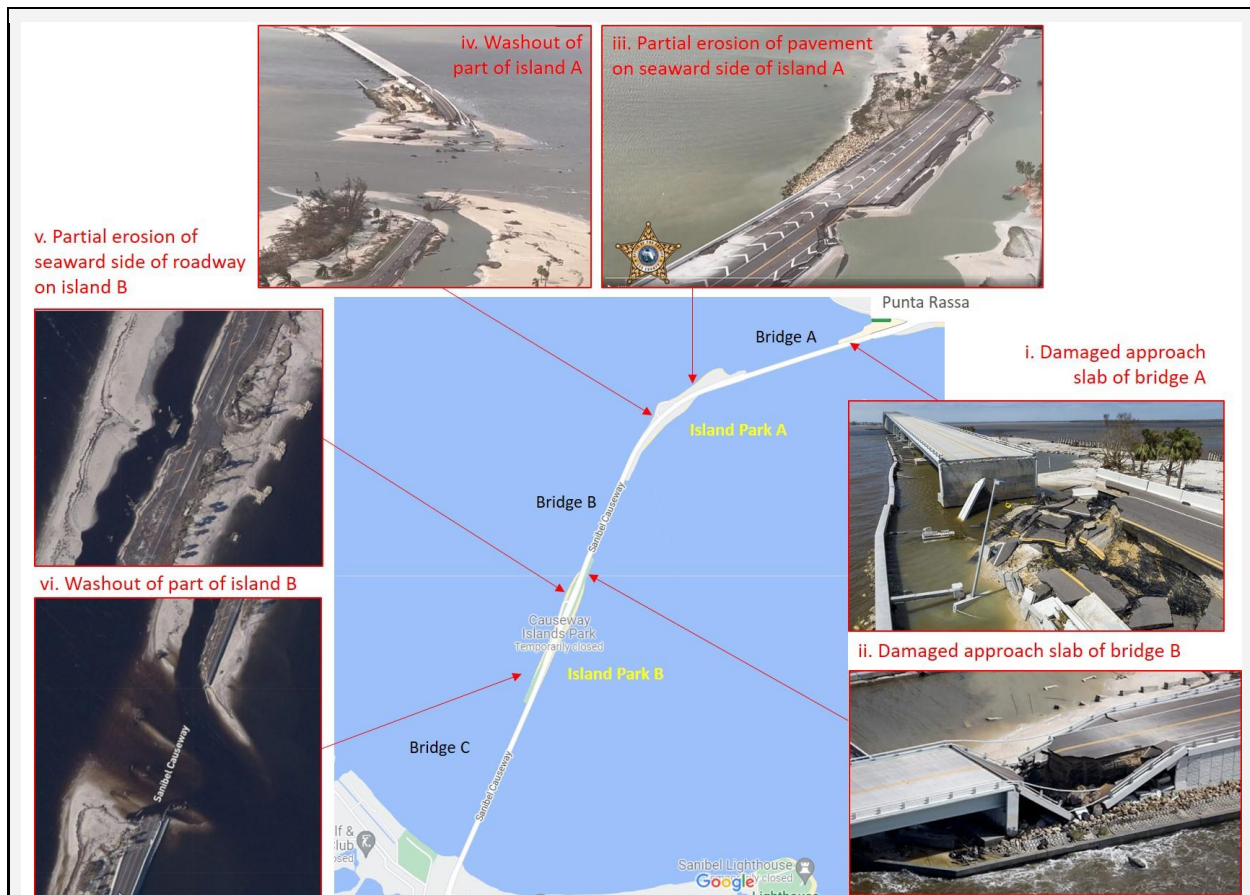 iv. Washout of
part of island A
iii. Partial erosion of pavement
on seaward side of island A
v. Partial erosion of
seaward side of roadway
on island B
Punta Rassa
Bridge A
i. Damaged approach
slab of bridge A
Island Park A
Bridge B
Sanibel Causeway
vi. Washout of part of island B
Causeway
Islands Park
Temporarily closed
Island Park B
ii. Damaged approach slab of bridge B
Bridge C
Sanibel Causeway
Sanibel Causeway
lf &
Club
osed
Sanibel Lighthouse
Google